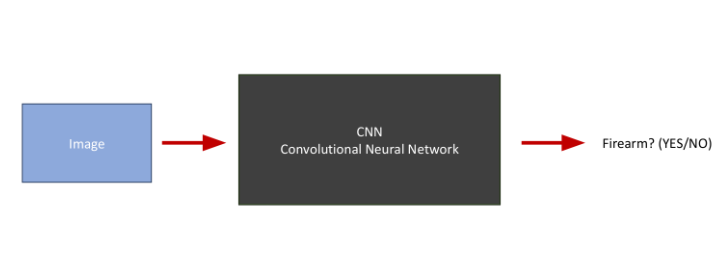 Image
CNN
Convolutional Neural Network
Firearm? (YES/NO)